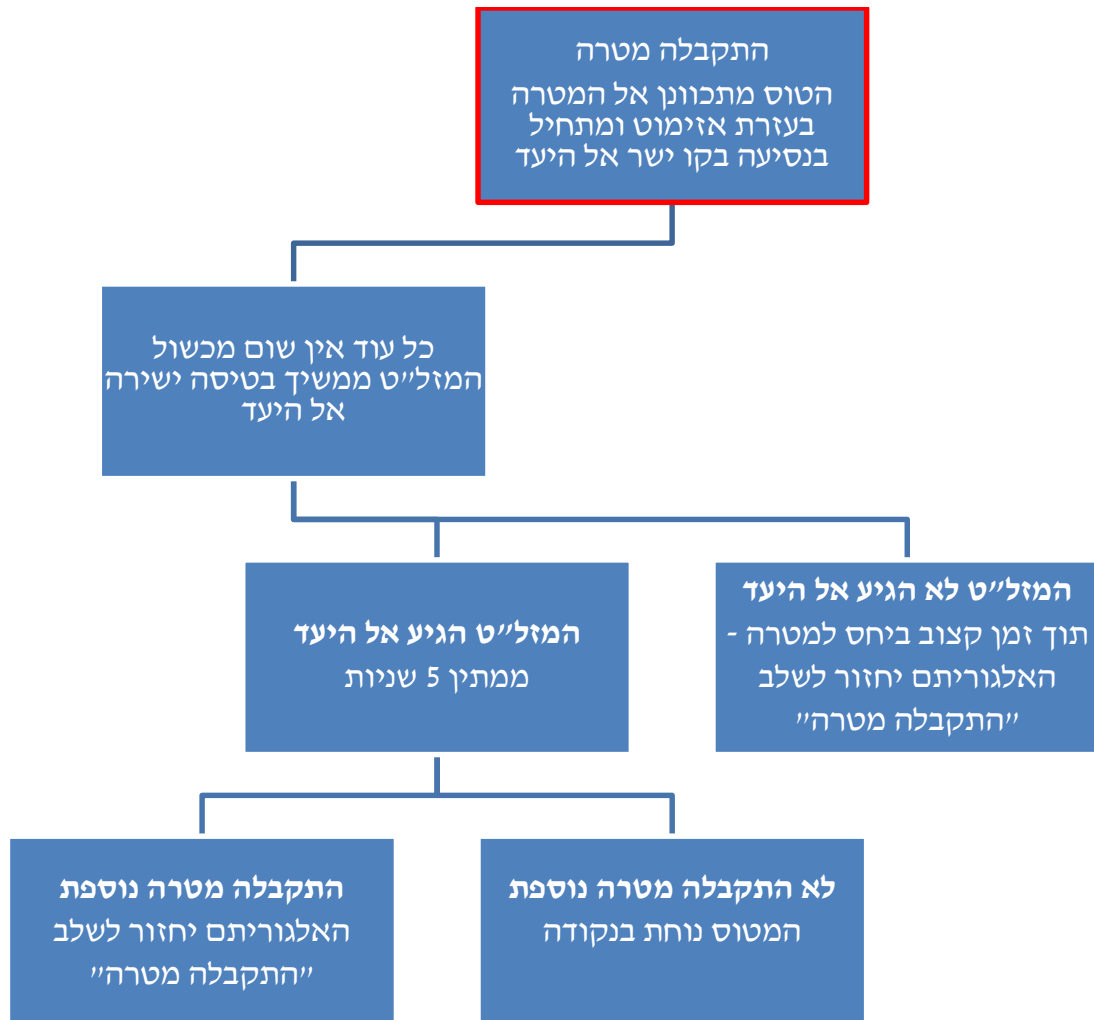 התקבלה מטרה
הטוס מתכוונן אל המטרה
בעזרת אזימוט ומתחיל
בנסיעה בקו ישר אל היעד
כל עוד אין שום מכשול
המזל״ט ממשיך בטיסה ישירה
אל היעד
המזל״ט לא הגיע אל היעד
תוך זמן קצוב ביחס למטרה -
האלגוריתם יחזור לשלב
״התקבלה מטרה״
המזל״ט הגיע אל היעד
ממתין 5 שניות
לא התקבלה מטרה נוספת
המטוס נוחת בנקודה
התקבלה מטרה נוספת
האלגוריתם יחזור לשלב
״התקבלה מטרה״